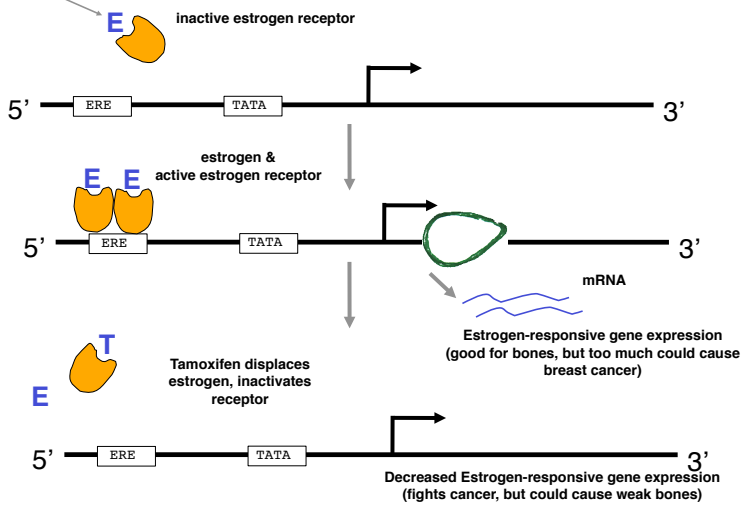 E
inactive estrogen receptor
5’ ERE TATA 3’
estrogen &
active estrogen receptor
E E
5’ ERE TATA 3’
mRNA
Estrogen-responsive gene expression
(good for bones, but too much could cause
breast cancer)
T
E
Tamoxifen displaces
estrogen, inactivates
receptor
5’ ERE TATA 3’
Decreased Estrogen-responsive gene expression
(fights cancer, but could cause weak bones)